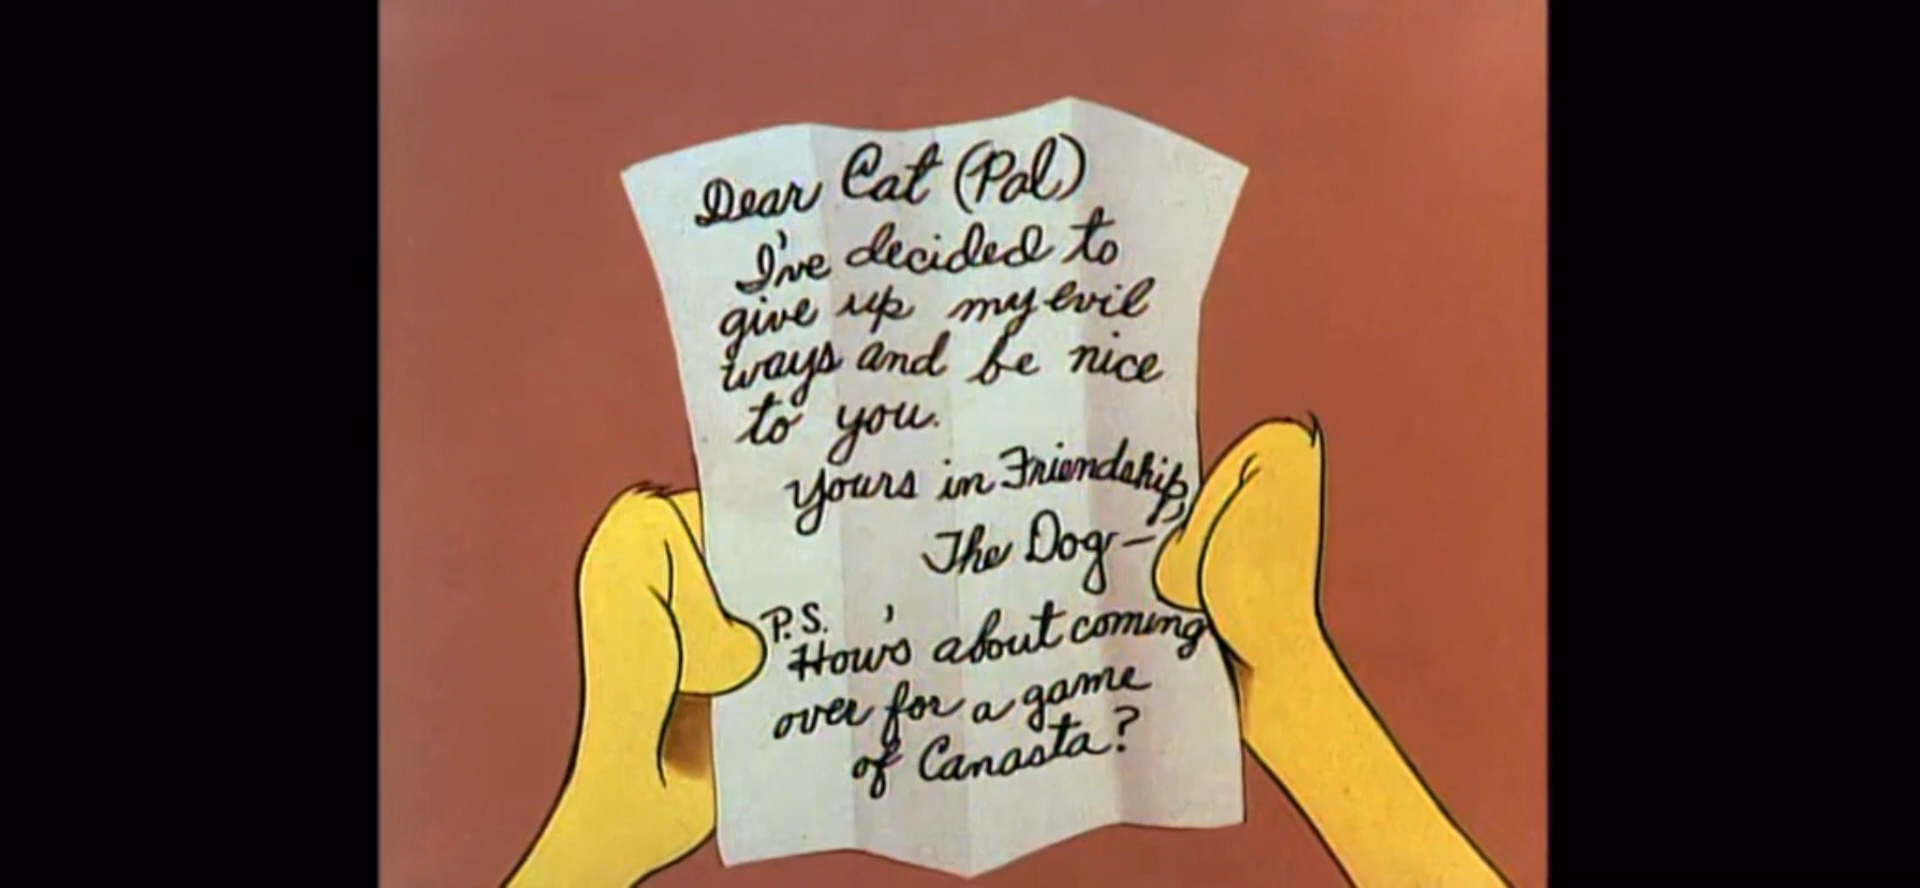 Dear Cat (Pal)
I've decided to
give up my evil
ways and be nice
to you.
Yours in Friendship,
The Dog—
P.S.
How's about coming
over for a game
of Canasta?